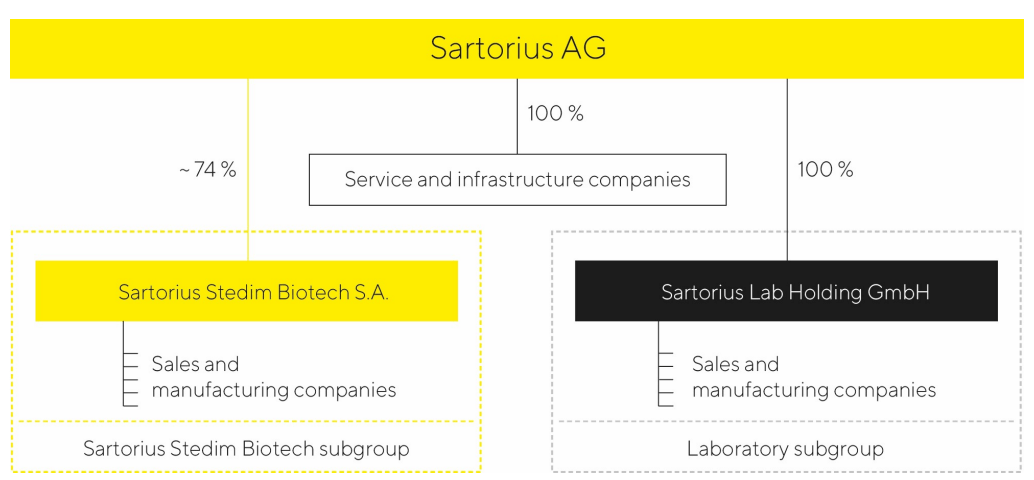 Sartorius AG
100 %
~ 74 %
100 %
Service and infrastructure companies
Sartorius Stedim Biotech S.A.
Sartorius Lab Holding GmbH
Sales and
manufacturing companies
Sales and
manufacturing companies
Sartorius Stedim Biotech subgroup
Laboratory subgroup